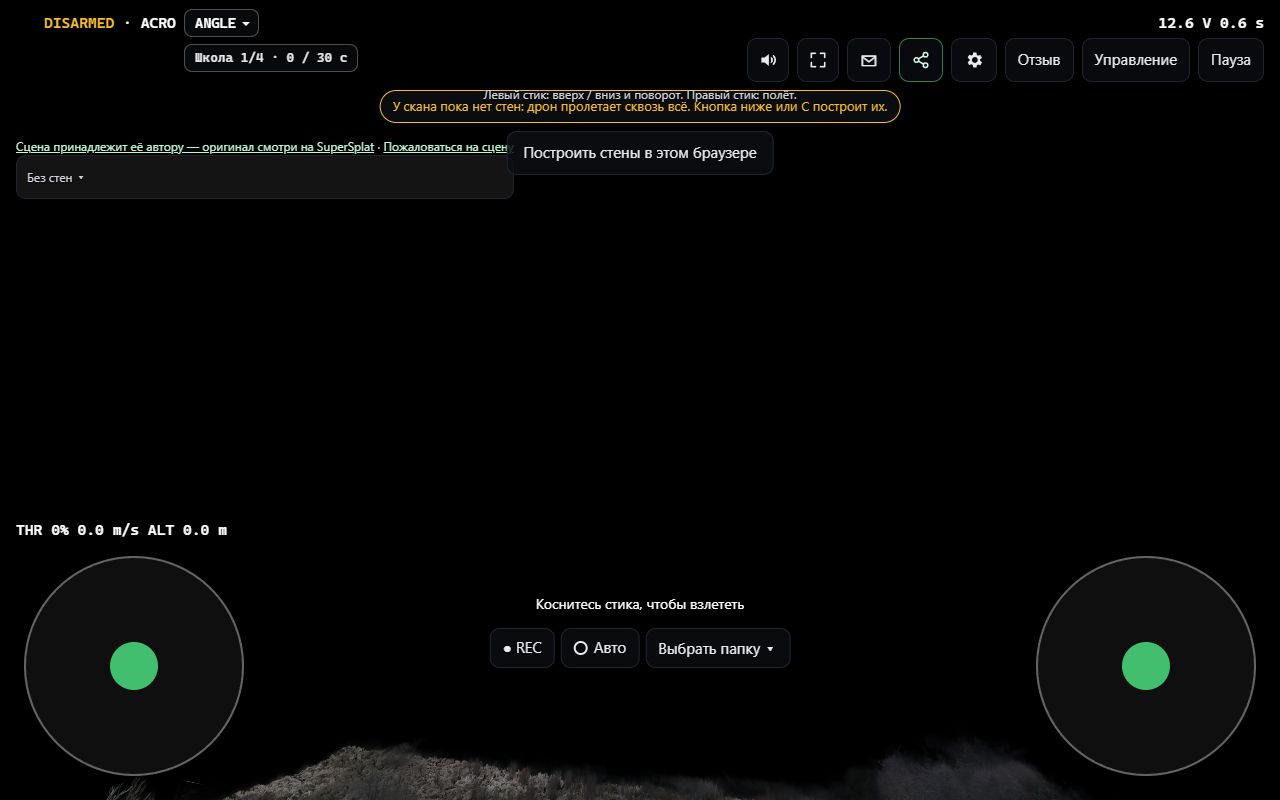 DISARMED · ACRO ANGLE
12.6 V 0.6 s
Школа 1/4 · 0 / 30 с
Отзыв
Управление
Пауза
Левый стик: вверх / вниз и поворот. Правый стик: полёт.
У скана пока нет стен: дрон пролетает сквозь всё. Кнопка ниже или C построит их.
Сцена принадлежит её автору — оригинал смотри на SuperSplat · Пожаловаться на сцену
Построить стены в этом браузере
Без стен
THR 0% 0.0 m/s ALT 0.0 m
Коснитесь стика, чтобы взлететь
REC
Авто
Выбрать папку